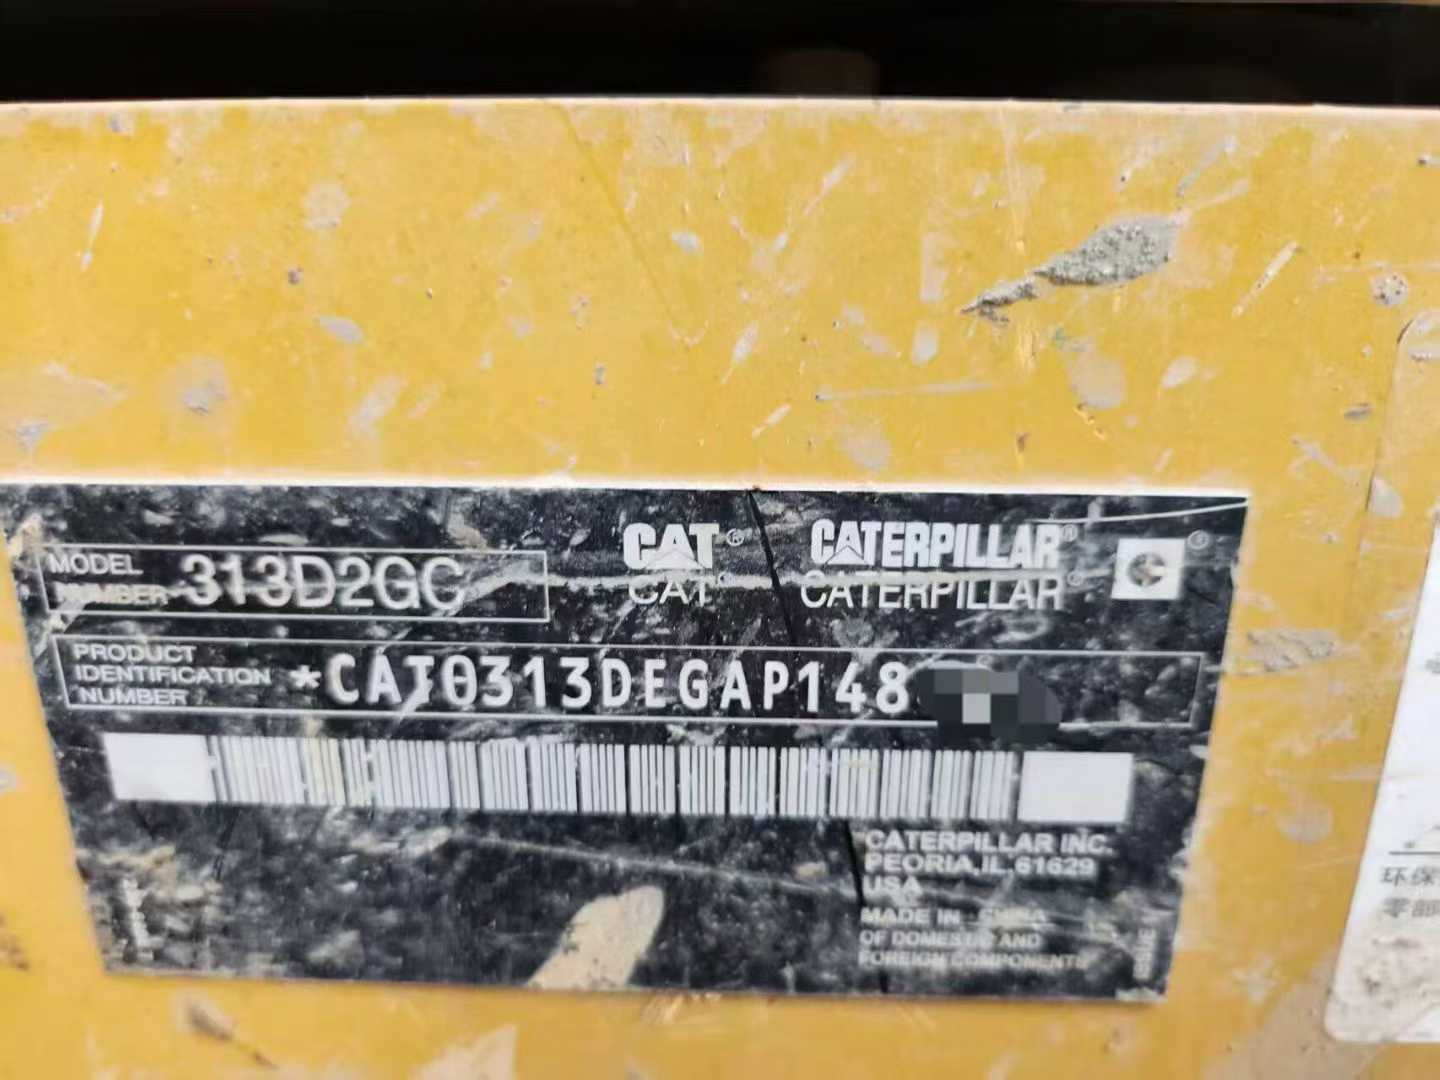 CAT® CATERPILLAR®
CAT® CATERPILLAR®
MODEL
NUMBER 313D2GC
PRODUCT
IDENTIFICATION
NUMBER *CAT0313DEGAP148
CATERPILLAR INC.
PEORIA, IL. 61629
USA
MADE IN CHINA
OF DOMESTIC AND
FOREIGN COMPONENTS
环保
零部